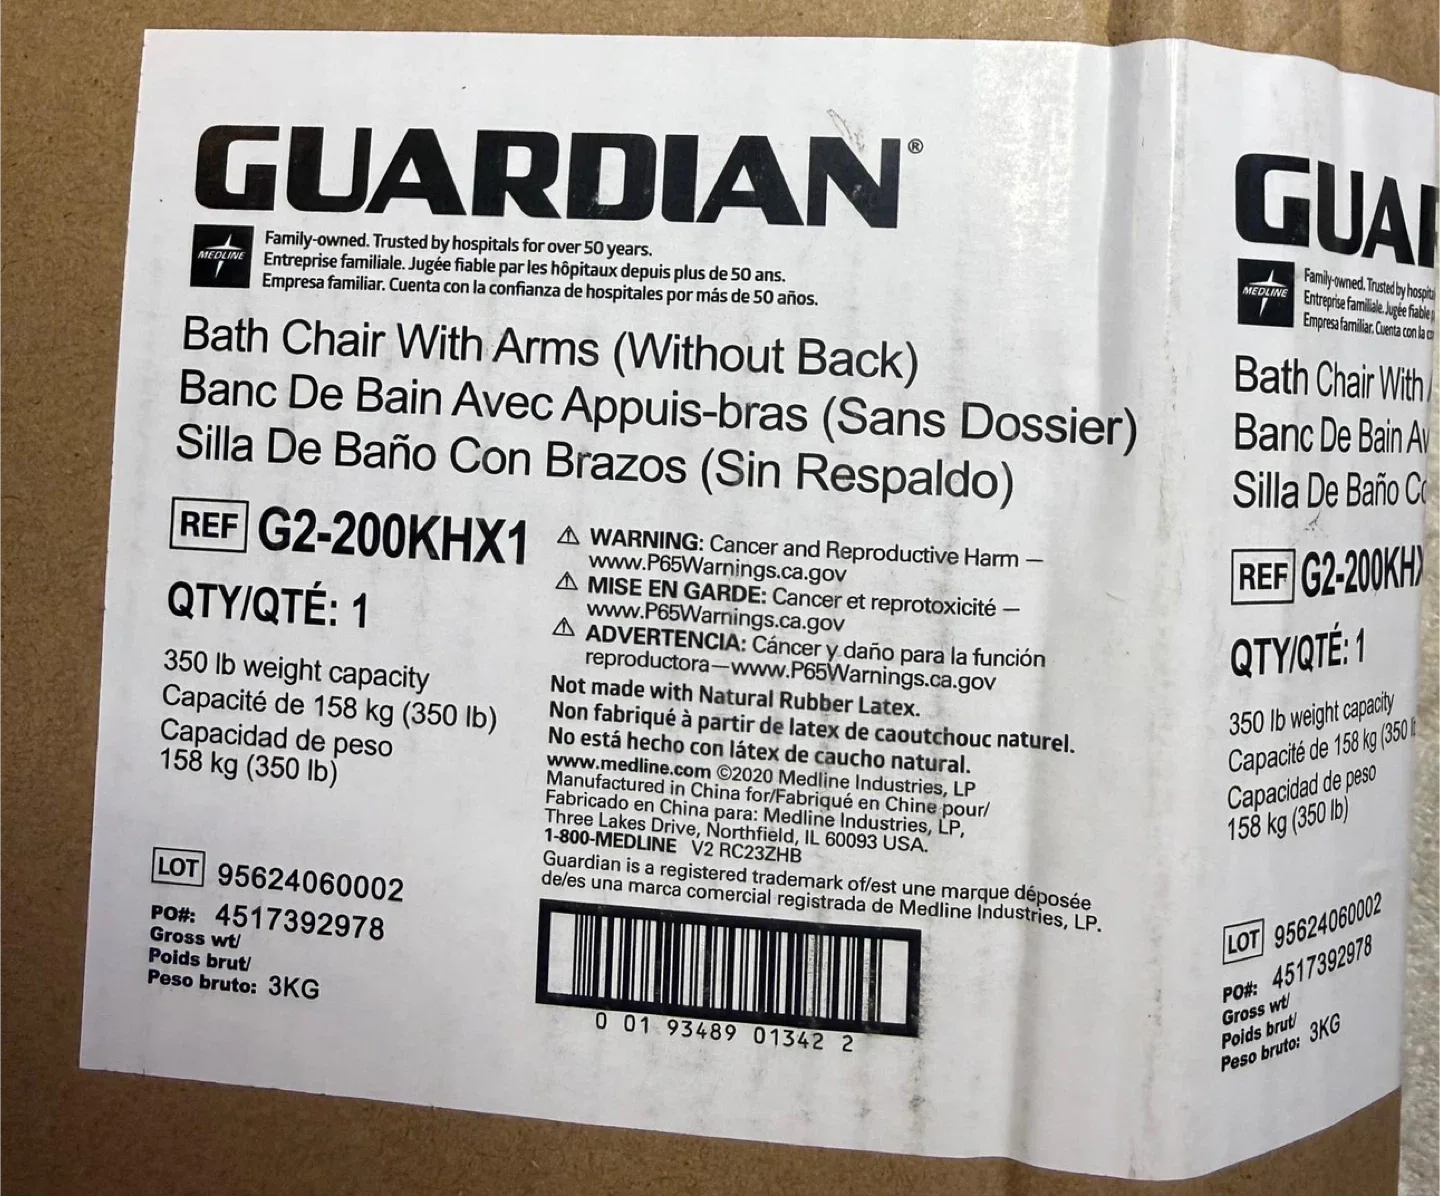 GUARDIAN®
MEDLINE
Family-owned. Trusted by hospitals for over 50 years.
Entreprise familiale. Jugée fiable par les hôpitaux depuis plus de 50 ans.
Empresa familiar. Cuenta con la confianza de hospitales por más de 50 años.
Bath Chair With Arms (Without Back)
Banc De Bain Avec Appuis-bras (Sans Dossier)
Silla De Baño Con Brazos (Sin Respaldo)
REF G2-200KHX1
QTY/QTÉ: 1
350 lb weight capacity
Capacité de 158 kg (350 lb)
Capacidad de peso
158 kg (350 lb)
LOT 95624060002
PO#: 4517392978
Gross wt/
Poids brut/
Peso bruto: 3KG
⚠ WARNING: Cancer and Reproductive Harm —
www.P65Warnings.ca.gov
⚠ MISE EN GARDE: Cancer et reprotoxicité —
www.P65Warnings.ca.gov
⚠ ADVERTENCIA: Cáncer y daño para la función
reproductora—www.P65Warnings.ca.gov
Not made with Natural Rubber Latex.
Non fabriqué à partir de latex de caoutchouc naturel.
No está hecho con látex de caucho natural.
www.medline.com ©2020 Medline Industries, LP
Manufactured in China for/Fabriqué en Chine pour/
Fabricado en China para: Medline Industries, LP,
Three Lakes Drive, Northfield, IL 60093 USA.
1-800-MEDLINE V2 RC23ZHB
Guardian is a registered trademark of/est une marque déposée
de/es una marca comercial registrada de Medline Industries, LP.
0 01 93489 01342 2
GUAR
MEDLINE
Family-owned. Trusted by hospita
Entreprise familiale. Jugée fiable p
Empresa familiar. Cuenta con la co
Bath Chair With A
Banc De Bain Av
Silla De Baño Co
REF G2-200KHX
QTY/QTÉ: 1
350 lb weight capacity
Capacité de 158 kg (350 lb
Capacidad de peso
158 kg (350 lb)
LOT 95624060002
PO#: 4517392978
Gross wt/
Poids brut/
Peso bruto: 3KG